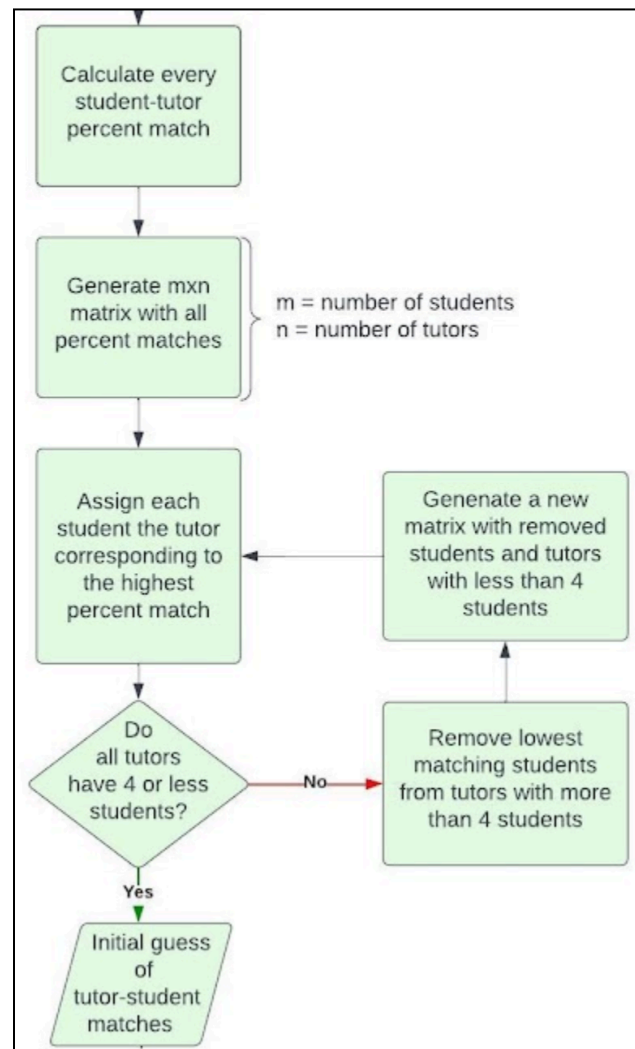 Calculate every
student-tutor
percent match
Generate mxn
matrix with all
percent matches
m = number of students
n = number of tutors
Assign each
student the tutor
corresponding to
the highest
percent match
Genenate a new
matrix with removed
students and tutors
with less than 4
students
Do
all tutors
have 4 or less
students?
No
Remove lowest
matching students
from tutors with more
than 4 students
Yes
Initial guess
of
tutor-student
matches